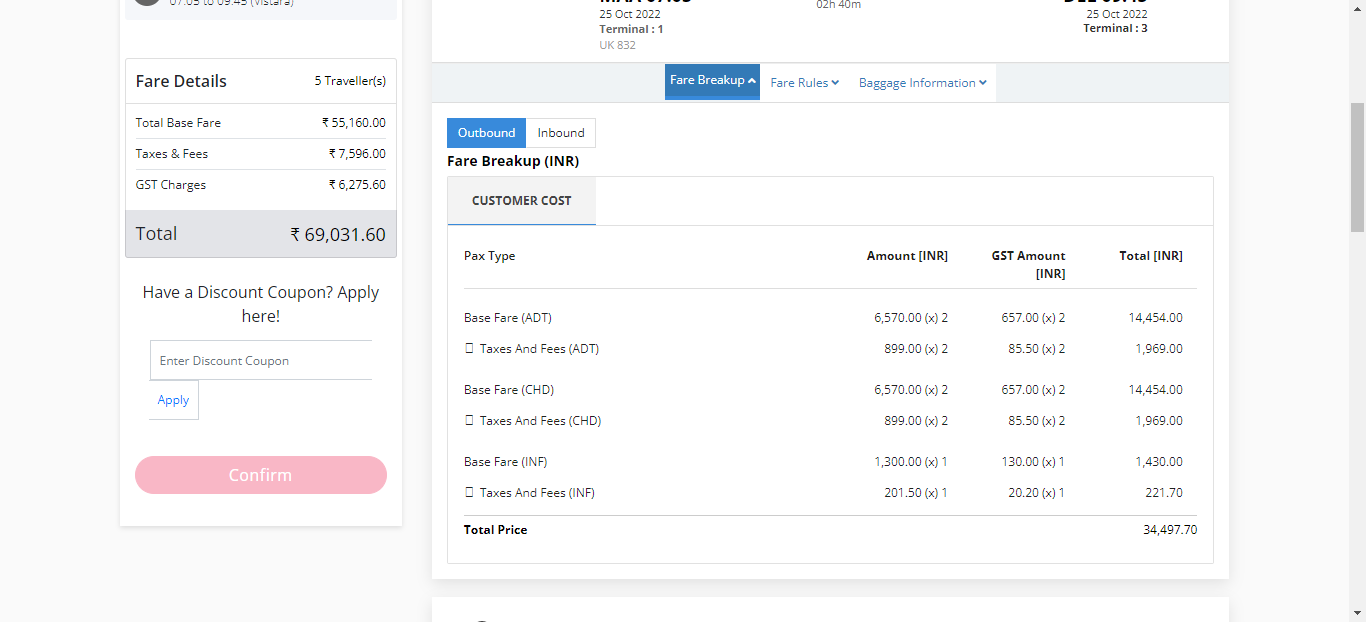 07:05 to 09:45 (Vistara)
Fare Details 5 Traveller(s)
Total Base Fare ₹ 55,160.00
Taxes & Fees ₹ 7,596.00
GST Charges ₹ 6,275.60
Total ₹ 69,031.60
Have a Discount Coupon? Apply
here!
Enter Discount Coupon
Apply
Confirm
MAA 07:05 DEL 09:45
02h 40m
25 Oct 2022 25 Oct 2022
Terminal : 1 Terminal : 3
UK 832
Fare Breakup Fare Rules Baggage Information
Outbound Inbound
Fare Breakup (INR)
CUSTOMER COST
Pax Type Amount [INR] GST Amount Total [INR]
[INR]
Base Fare (ADT) 6,570.00 (x) 2 657.00 (x) 2 14,454.00
Taxes And Fees (ADT) 899.00 (x) 2 85.50 (x) 2 1,969.00
Base Fare (CHD) 6,570.00 (x) 2 657.00 (x) 2 14,454.00
Taxes And Fees (CHD) 899.00 (x) 2 85.50 (x) 2 1,969.00
Base Fare (INF) 1,300.00 (x) 1 130.00 (x) 1 1,430.00
Taxes And Fees (INF) 201.50 (x) 1 20.20 (x) 1 221.70
Total Price 34,497.70